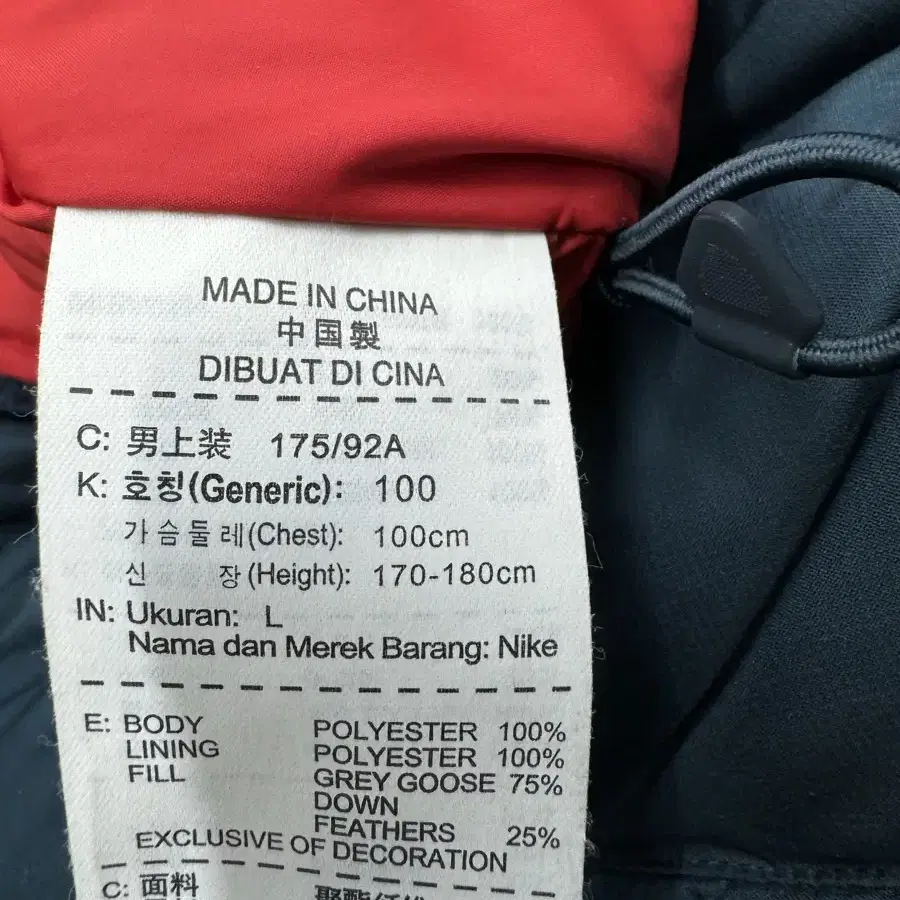 MADE IN CHINA
中国製
DIBUAT DI CINA
C: 男上装 175/92A
K: 호칭(Generic): 100
가슴둘레(Chest): 100cm
신 장(Height): 170-180cm
IN: Ukuran: L
Nama dan Merek Barang: Nike
E: BODY POLYESTER 100%
LINING POLYESTER 100%
FILL GREY GOOSE 75%
DOWN
FEATHERS 25%
EXCLUSIVE OF DECORATION
C: 面料